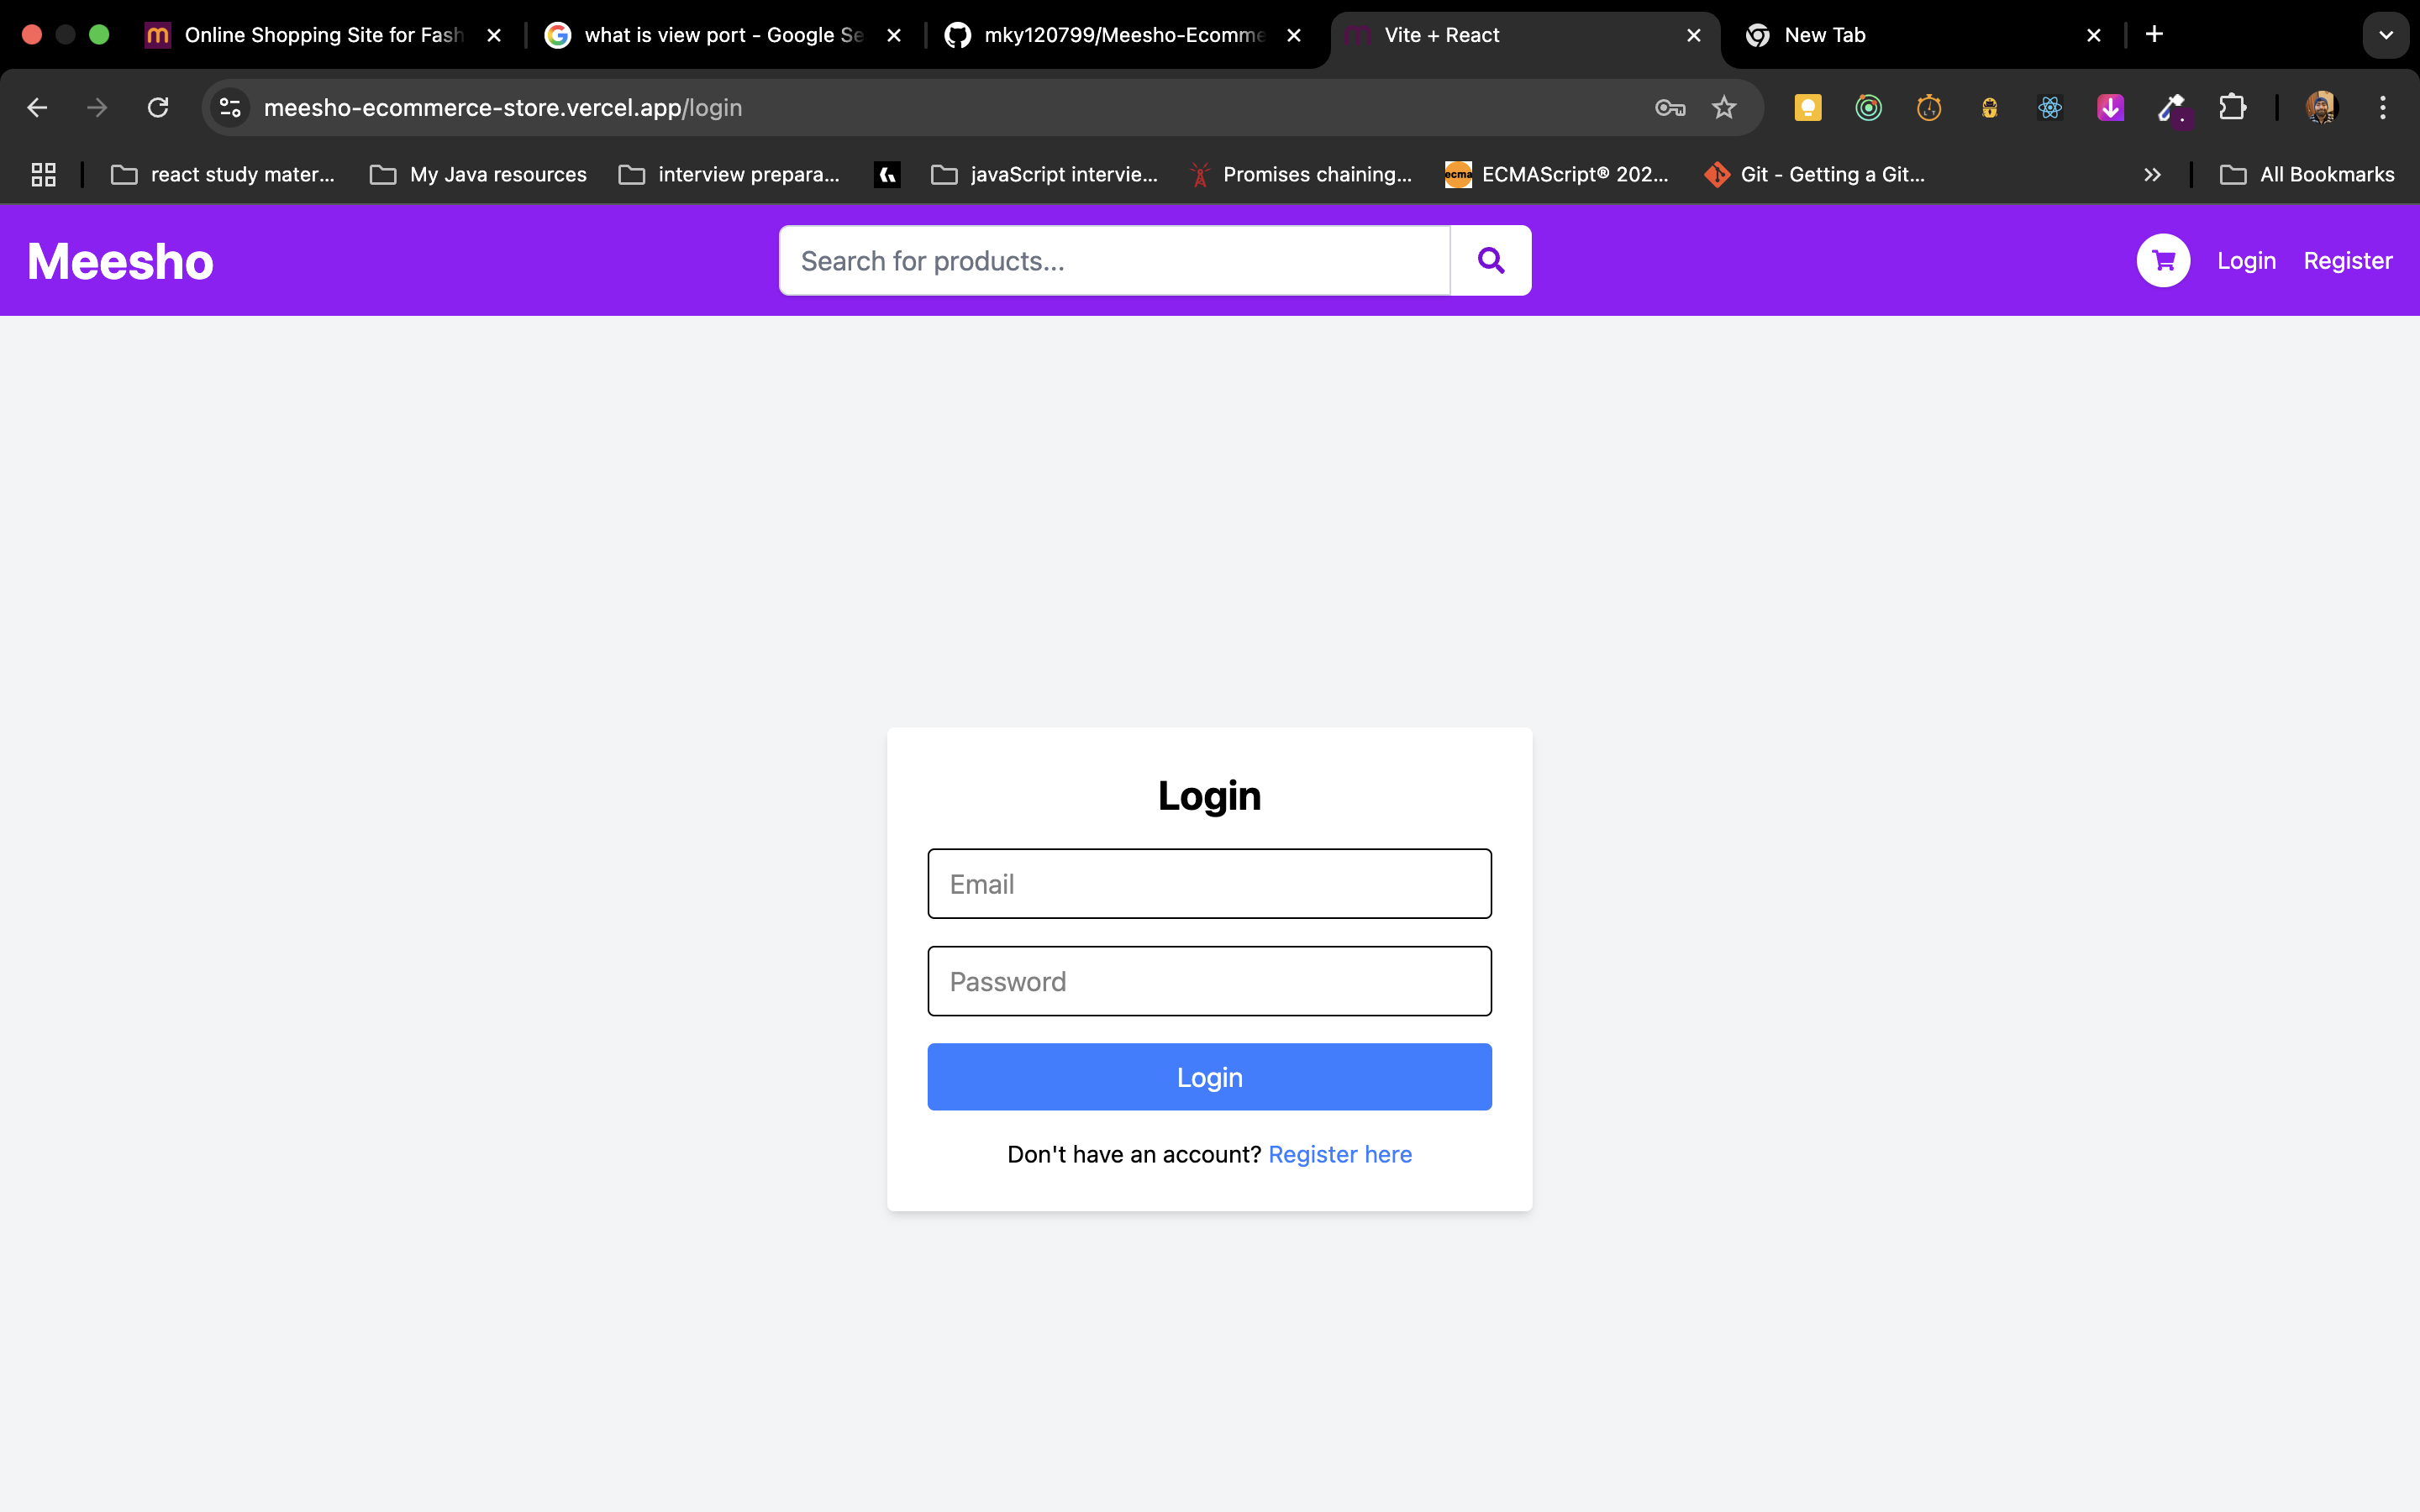 Online Shopping Site for Fash
what is view port - Google Se
mky120799/Meesho-Ecomme
Vite + React
New Tab
meesho-ecommerce-store.vercel.app/login
react study mater...
My Java resources
interview prepara...
javaScript intervie...
Promises chaining...
ecma
ECMAScript® 202...
Git - Getting a Git...
All Bookmarks
Meesho
Search for products...
Login
Register
Login
Email
Password
Login
Don't have an account? Register here